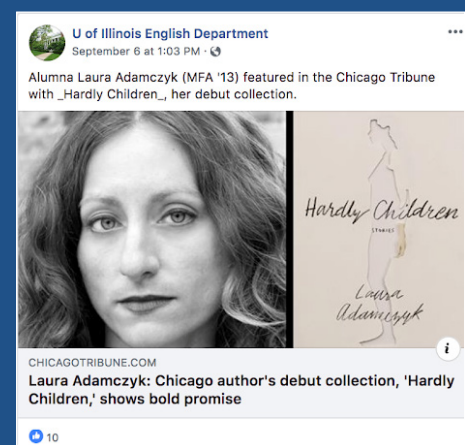 U of Illinois English Department
September 6 at 1:03 PM ·
Alumna Laura Adamczyk (MFA '13) featured in the Chicago Tribune
with _Hardly Children_, her debut collection.
Hardly Children
STORIES
Laura
Adamczyk
i
CHICAGOTRIBUNE.COM
Laura Adamczyk: Chicago author's debut collection, 'Hardly
Children,' shows bold promise
10